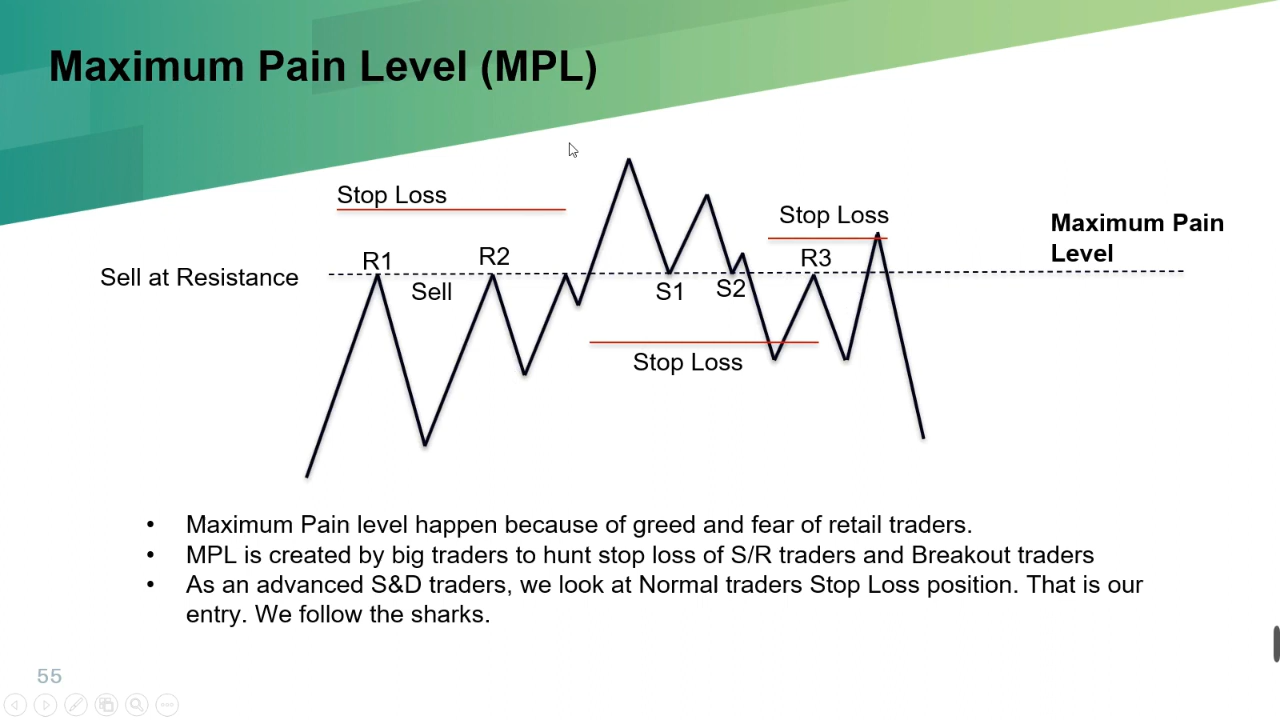 Maximum Pain Level (MPL)
Stop Loss
Stop Loss
Maximum Pain
Level
R1
R2
R3
Sell at Resistance
Sell
S1
S2
Stop Loss
• Maximum Pain level happen because of greed and fear of retail traders.
• MPL is created by big traders to hunt stop loss of S/R traders and Breakout traders
• As an advanced S&D traders, we look at Normal traders Stop Loss position. That is our
entry. We follow the sharks.
55